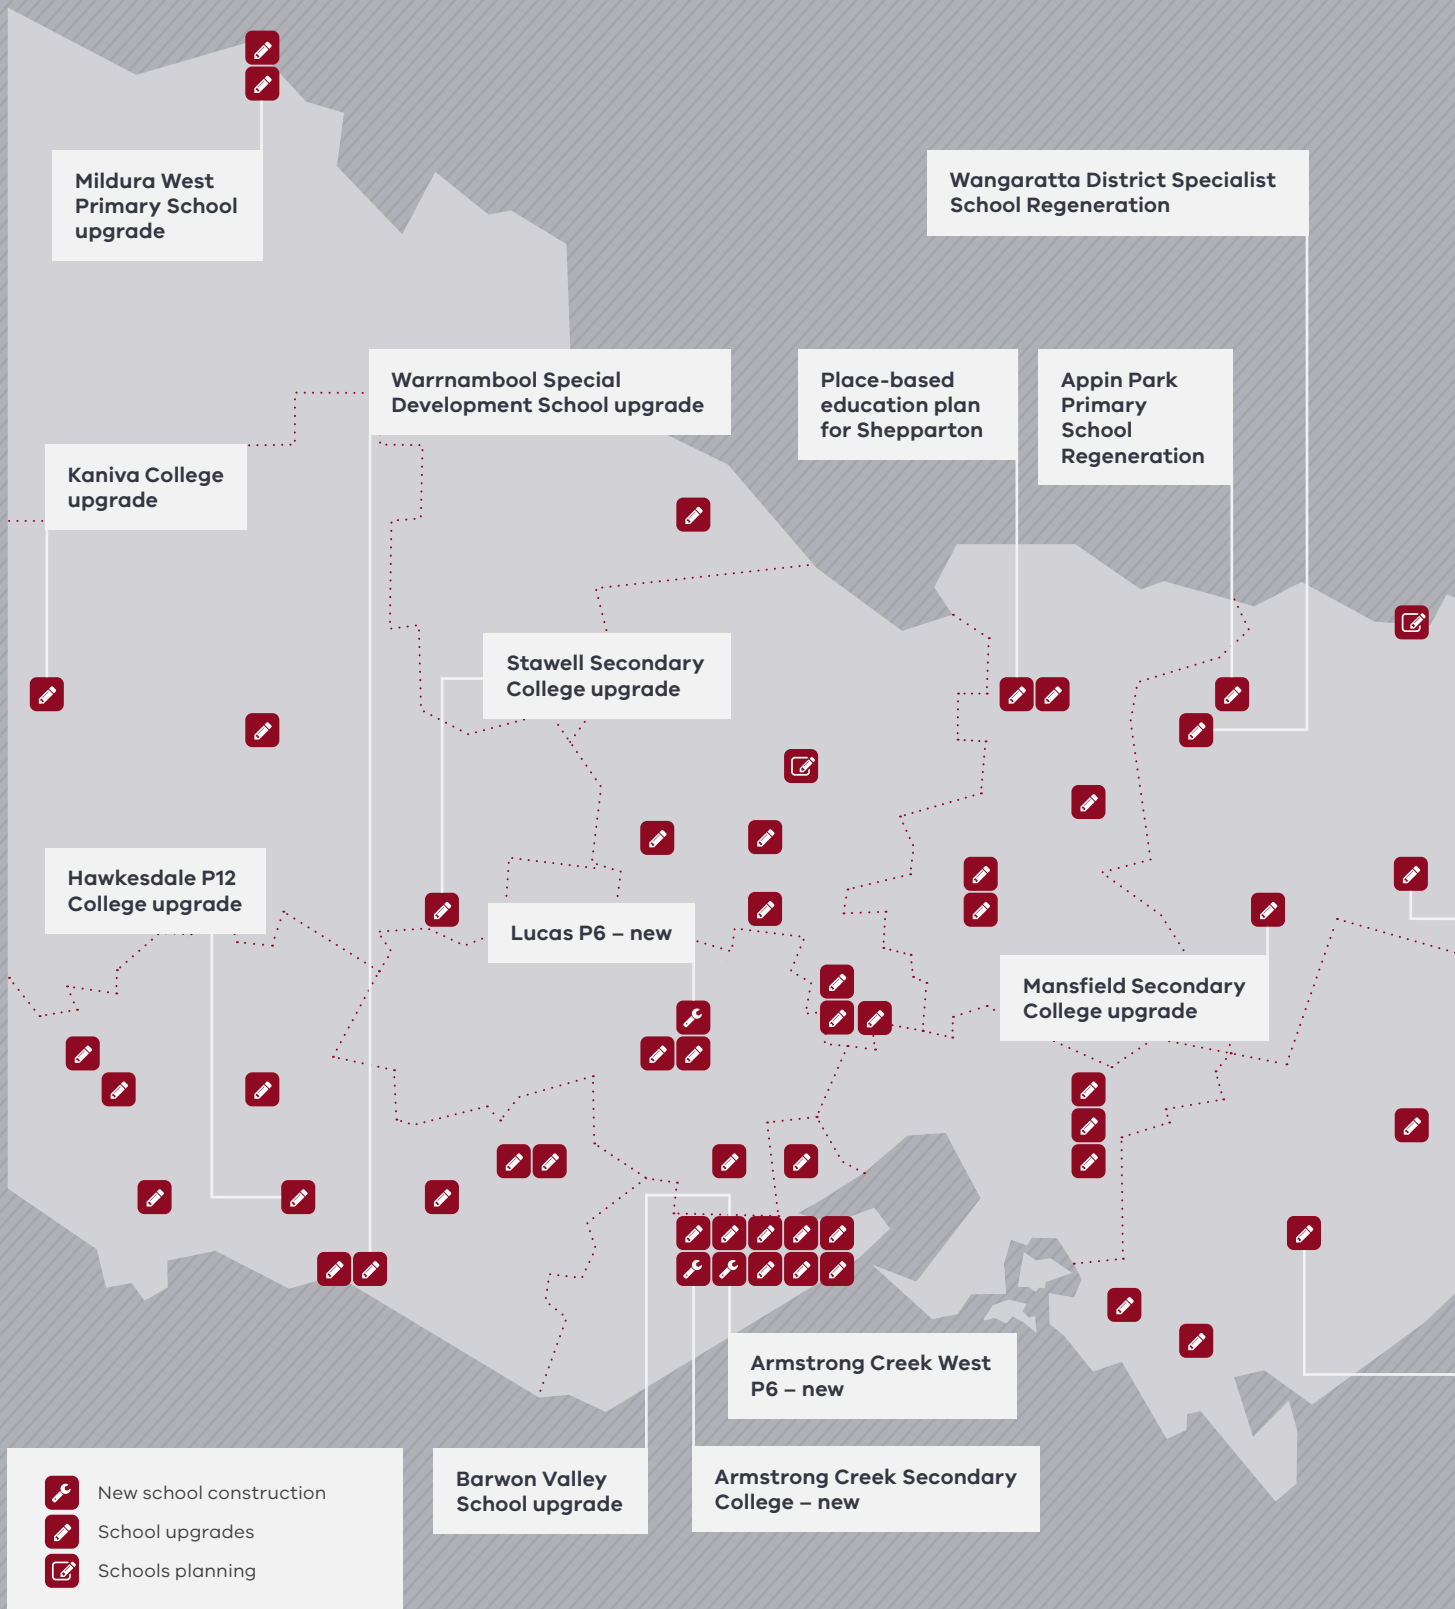 Mildura West
Primary School
upgrade
Wangaratta District Specialist
School Regeneration
Warrnambool Special
Development School upgrade
Place-based
education plan
for Shepparton
Appin Park
Primary
School
Regeneration
Kaniva College
upgrade
Stawell Secondary
College upgrade
Hawkesdale P12
College upgrade
Lucas P6 – new
Mansfield Secondary
College upgrade
Armstrong Creek West
P6 – new
Barwon Valley
School upgrade
Armstrong Creek Secondary
College – new
New school construction
School upgrades
Schools planning